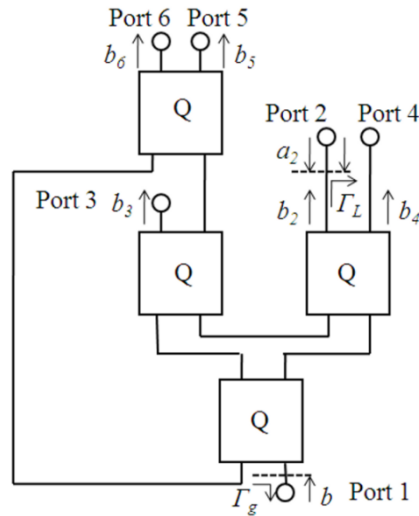 Port 6 Port 5
b6 b5
Q
Port 2 Port 4
a2
Port 3 b3
b2 ΓL b4
Q Q
Q
Γg b Port 1